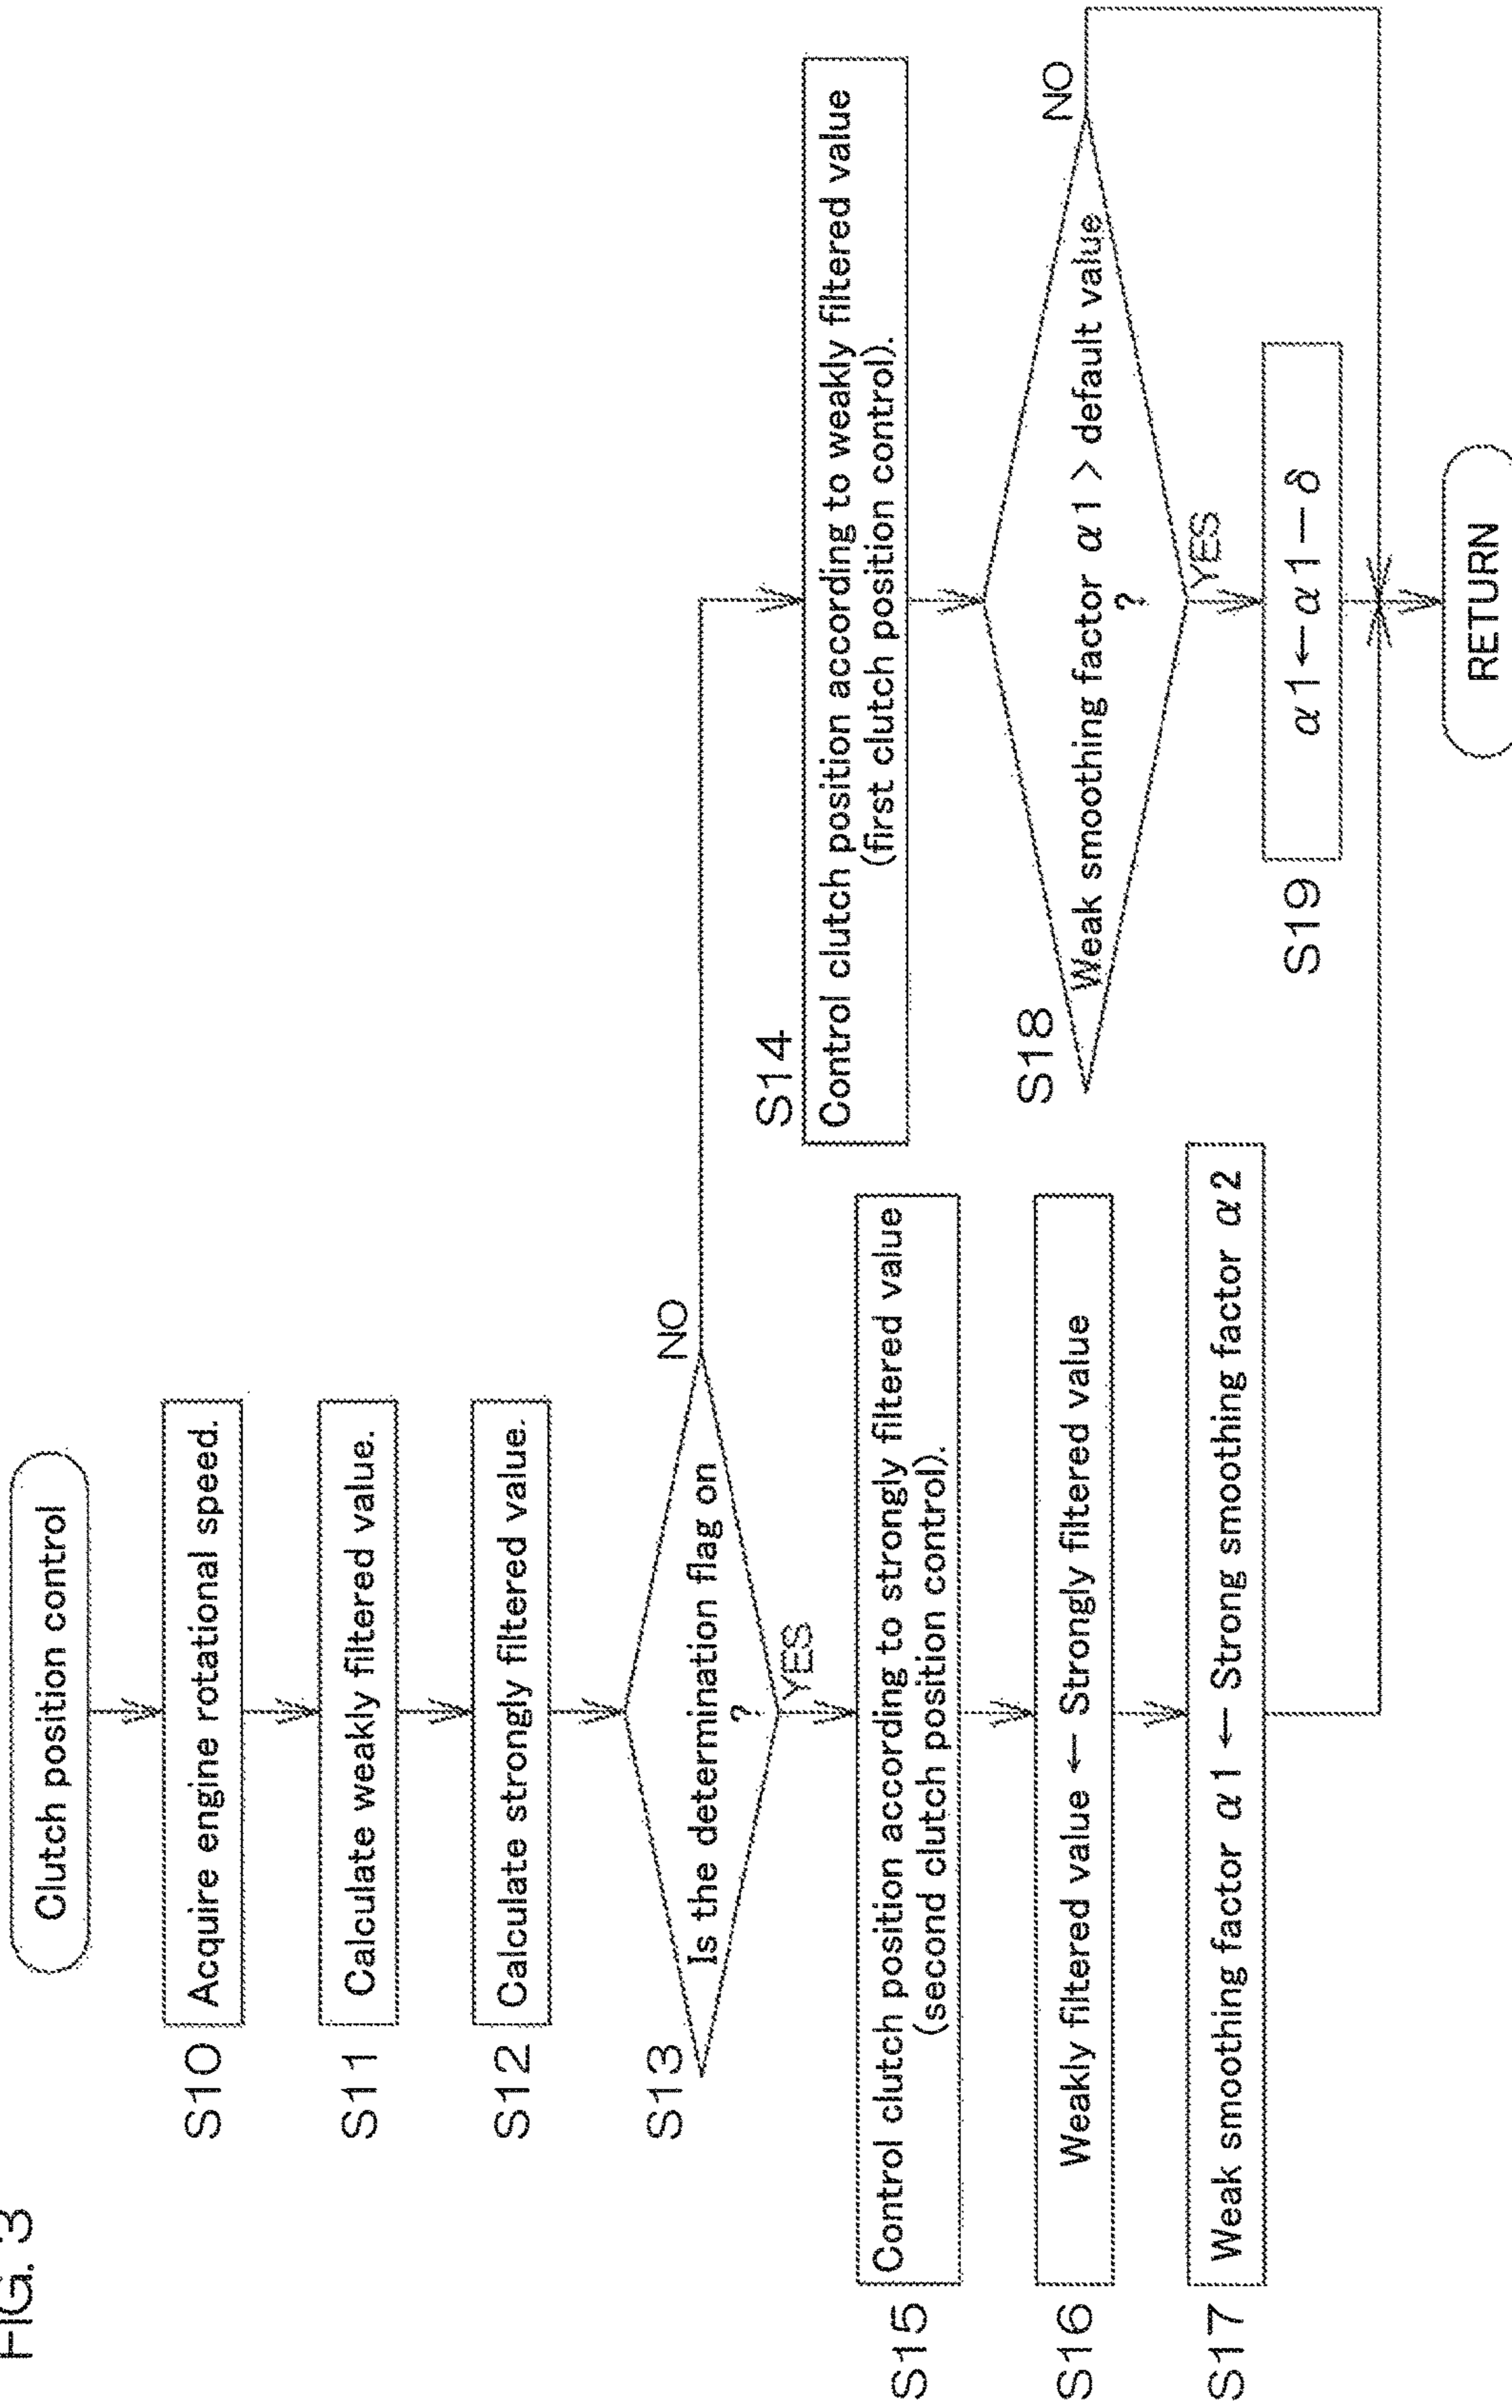 FIG. 3
Clutch position control
S10
Acquire engine rotational speed.
S11
Calculate weakly filtered value.
S12
Calculate strongly filtered value.
S13
Is the determination flag on
?
NO
YES
S14
Control clutch position according to weakly filtered value
(first clutch position control).
S15
Control clutch position according to strongly filtered value
(second clutch position control).
S16
Weakly filtered value ← Strongly filtered value
S17
Weak smoothing factor α1 ← Strong smoothing factor α2
S18
Weak smoothing factor α1 > default value
?
NO
YES
S19
α1←α1−δ
RETURN